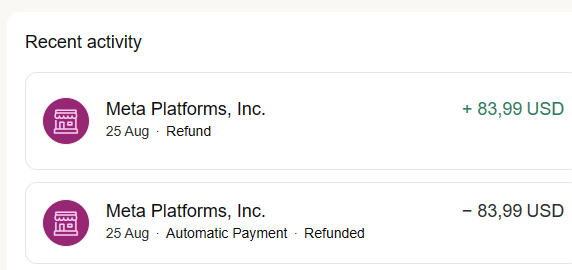 Recent activity
Meta Platforms, Inc.
+ 83,99 USD
25 Aug · Refund
Meta Platforms, Inc.
− 83,99 USD
25 Aug · Automatic Payment · Refunded